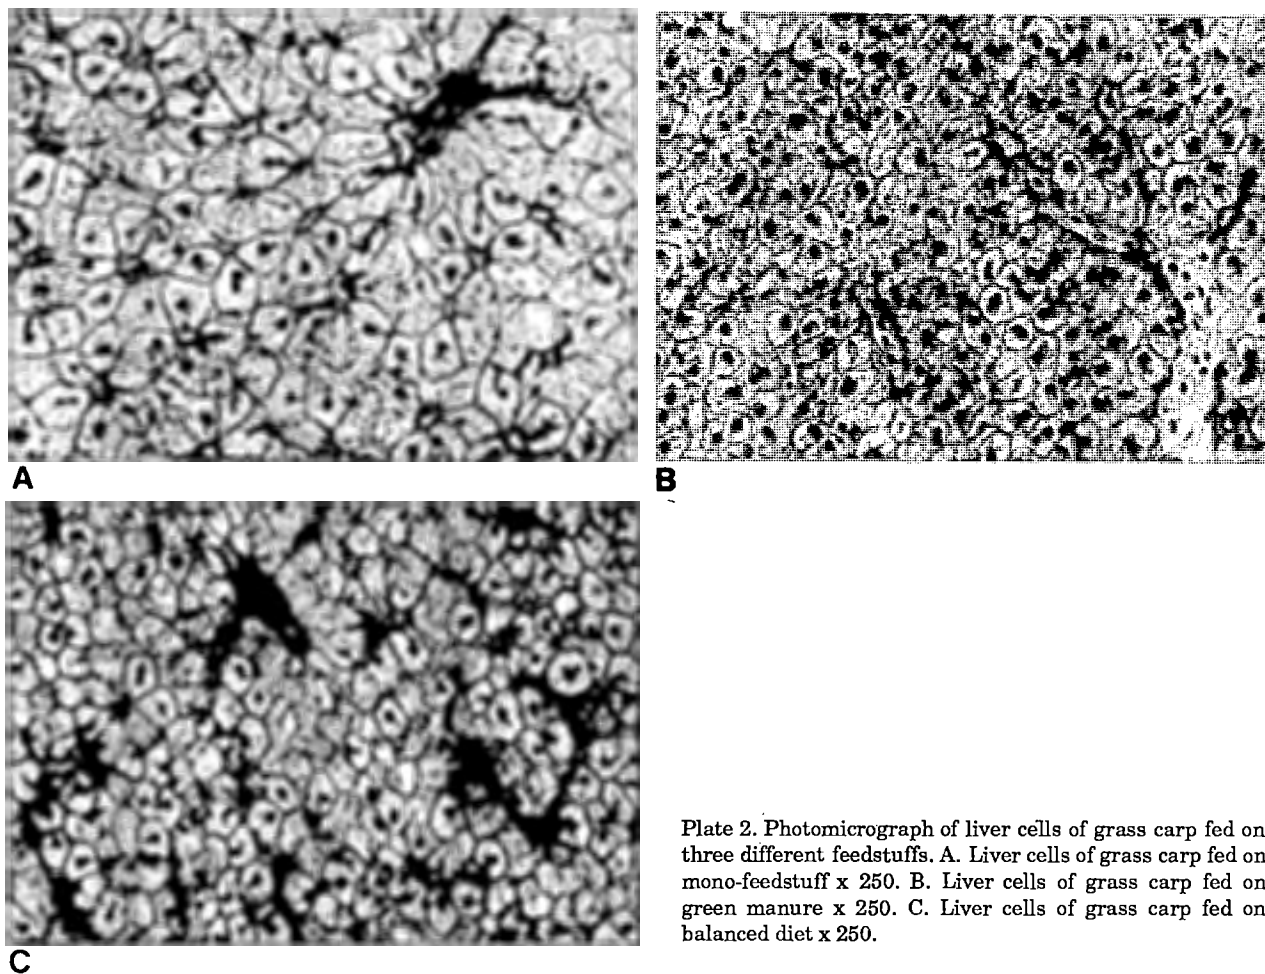 A
B
C
Plate 2. Photomicrograph of liver cells of grass carp fed on
three different feedstuffs. A. Liver cells of grass carp fed on
mono-feedstuff x 250. B. Liver cells of grass carp fed on
green manure x 250. C. Liver cells of grass carp fed on
balanced diet x 250.